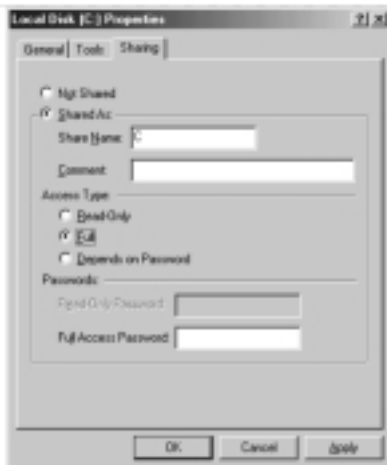 Local Disk (C:) Properties
General Tools Sharing
Not Shared
Shared As:
Share Name: C
Comment:
Access Type:
Read-Only
Full
Depends on Password
Passwords:
Read-Only Password:
Full Access Password:
OK Cancel Apply